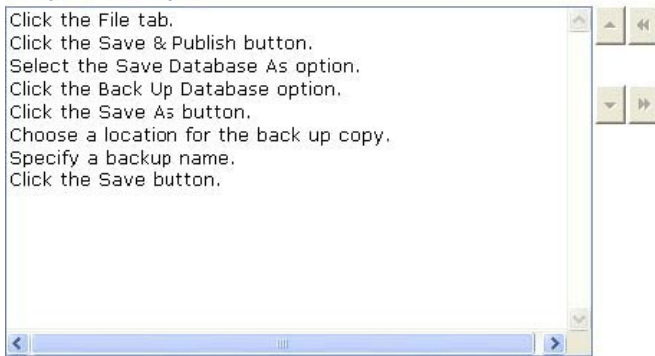 Click the File tab.
Click the Save & Publish button.
Select the Save Database As option.
Click the Back Up Database option.
Click the Save As button.
Choose a location for the back up copy.
Specify a backup name.
Click the Save button.